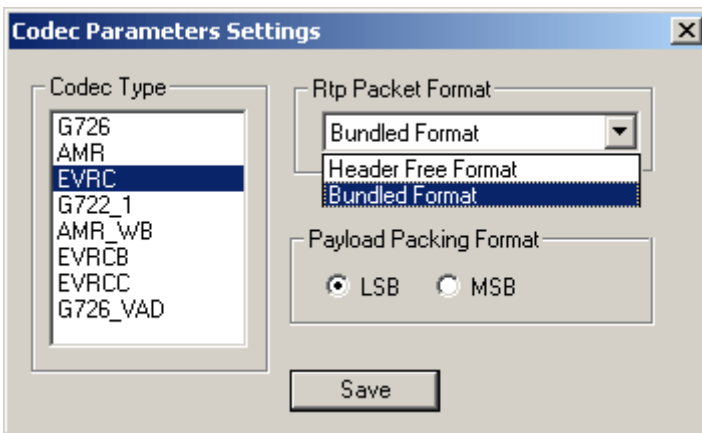 Codec Parameters Settings
Codec Type
G726
AMR
EVRC
G722_1
AMR_WB
EVRCB
EVRCC
G726_VAD
Rtp Packet Format
Bundled Format
Header Free Format
Bundled Format
Payload Packing Format
LSB MSB
Save